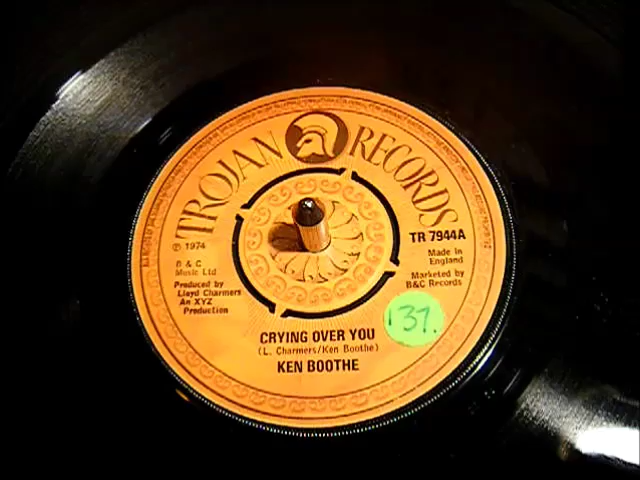 TROJAN RECORDS
℗ 1974
B & C
Music Ltd
Produced by
Lloyd Charmers
An XYZ
Production
TR 7944A
Made in
England
Marketed by
B&C Records
137.
CRYING OVER YOU
(L. Charmers/Ken Boothe)
KEN BOOTHE